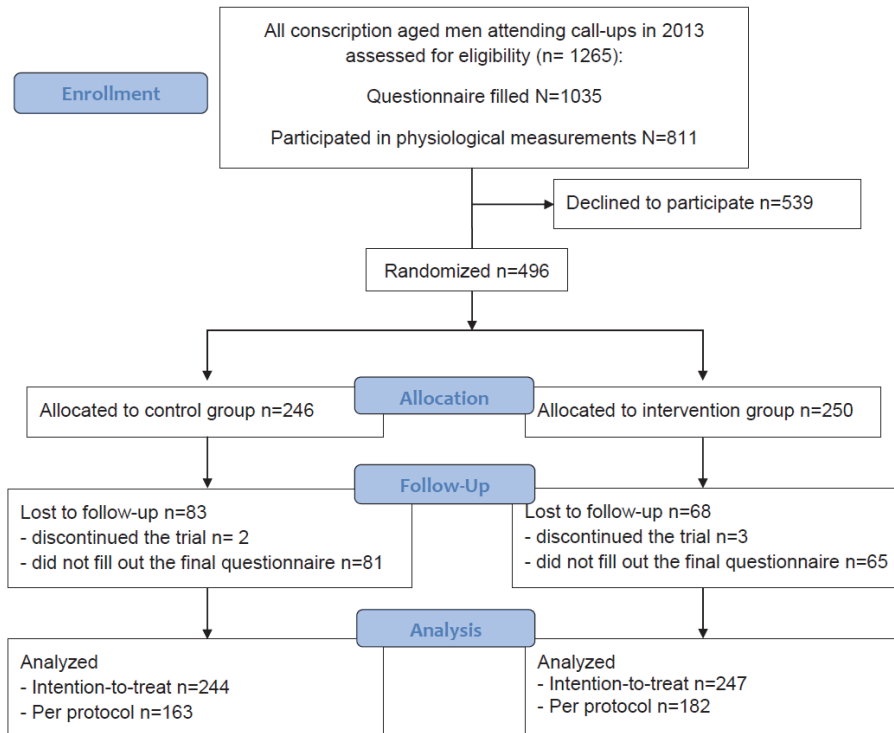 All conscription aged men attending call-ups in 2013
assessed for eligibility (n= 1265):
Enrollment
Questionnaire filled N=1035
Participated in physiological measurements N=811
Declined to participate n=539
Randomized n=496
Allocated to control group n=246
Allocation
Allocated to intervention group n=250
Follow-Up
Lost to follow-up n=83
- discontinued the trial n= 2
- did not fill out the final questionnaire n=81
Lost to follow-up n=68
- discontinued the trial n=3
- did not fill out the final questionnaire n=65
Analysis
Analyzed
- Intention-to-treat n=244
- Per protocol n=163
Analyzed
- Intention-to-treat n=247
- Per protocol n=182